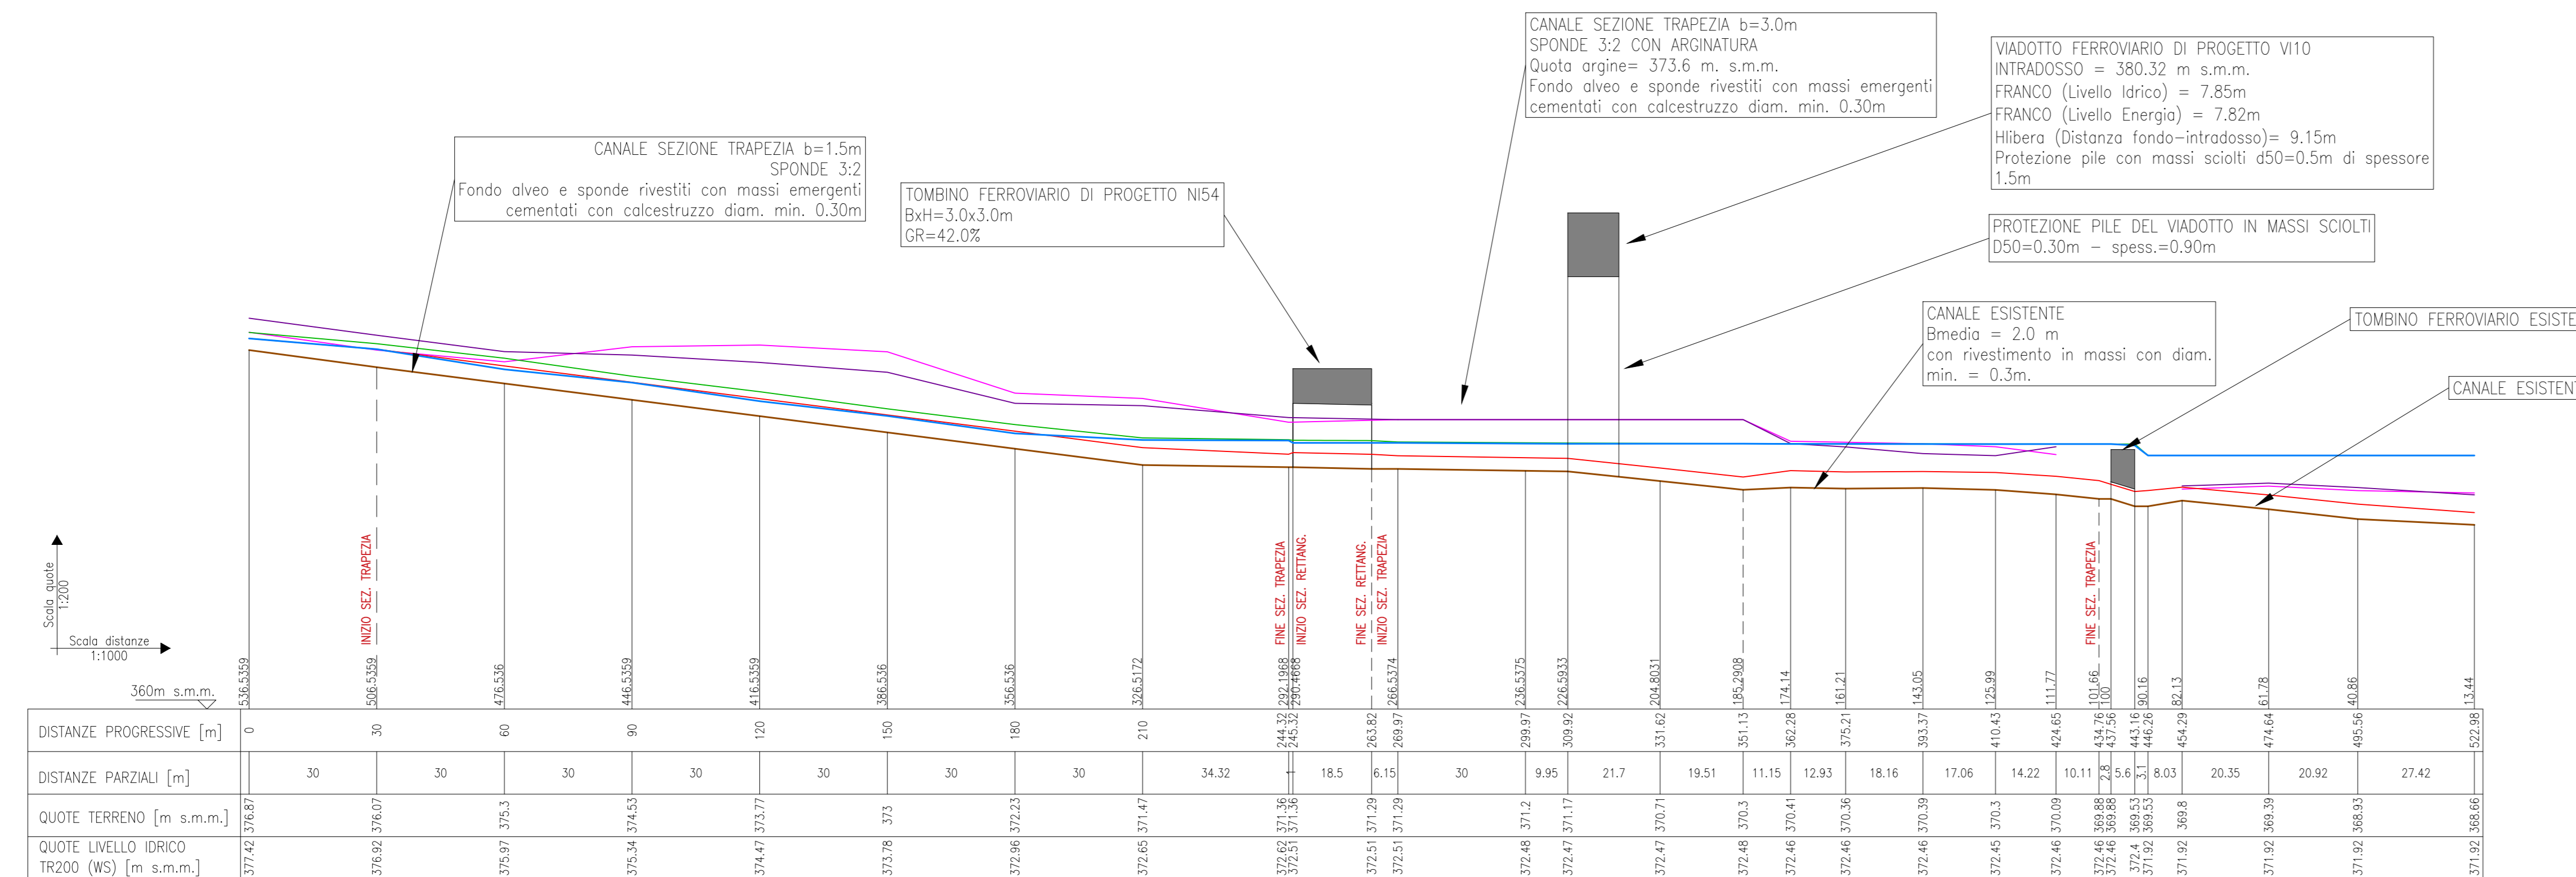 CANALE SEZIONE TRAPEZIA b=3.0m
SPONDE 3:2 CON ARGINATURA
Quota argine= 373.6 m. s.m.m.
Fondo alveo e sponde rivestiti con massi emergenti
cementati con calcestruzzo diam. min. 0.30m
VIADOTTO FERROVIARIO DI PROGETTO VI10
INTRADOSSO = 380.32 m s.m.m.
FRANCO (Livello Idrico) = 7.85m
FRANCO (Livello Energia) = 7.82m
Hlibera (Distanza fondo-intradosso)= 9.15m
Protezione pile con massi sciolti d50=0.5m di spessore
1.5m
CANALE SEZIONE TRAPEZIA b=1.5m
SPONDE 3:2
Fondo alveo e sponde rivestiti con massi emergenti
cementati con calcestruzzo diam. min. 0.30m
TOMBINO FERROVIARIO DI PROGETTO NI54
BxH=3.0x3.0m
GR=42.0%
PROTEZIONE PILE DEL VIADOTTO IN MASSI SCIOLTI
D50=0.30m - spess.=0.90m
CANALE ESISTENTE
Bmedia = 2.0 m
con rivestimento in massi con diam.
min. = 0.3m.
TOMBINO FERROVIARIO ESISTE
CANALE ESISTENT
Scala quote
1:200
Scala distanze
1:1000
360m s.m.m.
INIZIO SEZ. TRAPEZIA
FINE SEZ. TRAPEZIA
INIZIO SEZ. RETTANG.
FINE SEZ. RETTANG.
INIZIO SEZ. TRAPEZIA
FINE SEZ. TRAPEZIA
536.5359 506.5359 476.536 446.5359 416.5359 386.536 356.536 326.5172 292.1968 290.4668 266.5374 236.5375 226.5933 204.8031 185.2908 174.14 161.21 143.05 125.99 111.77 101.66 100 90.16 82.13 61.78 40.86 13.44
DISTANZE PROGRESSIVE [m] 0 30 60 90 120 150 180 210 244.32 245.32 263.82 269.97 299.97 309.92 331.62 351.13 362.28 375.21 393.37 410.43 424.65 434.76 437.56 443.16 446.26 454.29 474.64 495.56 522.98
DISTANZE PARZIALI [m] 30 30 30 30 30 30 30 34.32 1 18.5 6.15 30 9.95 21.7 19.51 11.15 12.93 18.16 17.06 14.22 10.11 2.8 5.6 3.1 8.03 20.35 20.92 27.42
QUOTE TERRENO [m s.m.m.] 376.87 376.07 375.3 374.53 373.77 373 372.23 371.47 371.36 371.36 371.29 371.29 371.2 371.17 370.71 370.3 370.41 370.36 370.39 370.3 370.09 369.88 369.88 369.53 369.53 369.8 369.39 368.93 368.66
QUOTE LIVELLO IDRICO
TR200 (WS) [m s.m.m.] 377.42 376.92 375.97 375.34 374.47 373.78 372.96 372.65 372.62 372.51 372.51 372.51 372.48 372.47 372.47 372.48 372.46 372.46 372.46 372.45 372.46 372.46 372.46 372.4 371.92 371.92 371.92 371.92 371.92